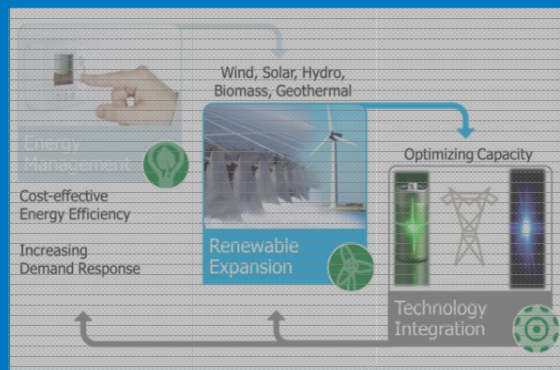 Wind, Solar, Hydro,
Biomass, Geothermal
Energy
Management
Optimizing Capacity
Cost-effective
Energy Efficiency
Increasing
Demand Response
Renewable
Expansion
Technology
Integration